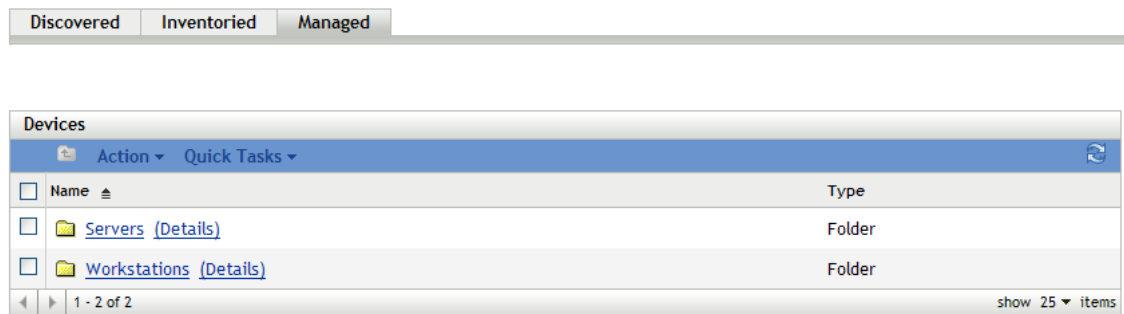 Discovered Inventoried Managed
Devices
Action Quick Tasks
Name Type
Servers (Details) Folder
Workstations (Details) Folder
1 - 2 of 2 show 25 items